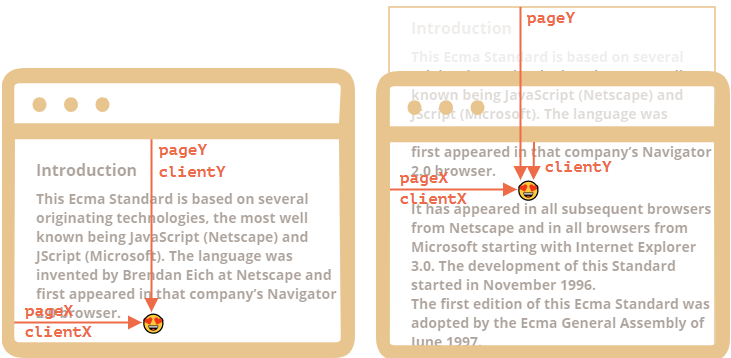 pageY
clientY
Introduction
This Ecma Standard is based on several
originating technologies, the most well
known being JavaScript (Netscape) and
JScript (Microsoft). The language was
invented by Brendan Eich at Netscape and
first appeared in that company’s Navigator
2.0 browser.
pageX
clientX
pageY
Introduction
This Ecma Standard is based on several
known being JavaScript (Netscape) and
JScript (Microsoft). The language was
first appeared in that company’s Navigator
2.0 browser.
clientY
pageX
clientX
It has appeared in all subsequent browsers
from Netscape and in all browsers from
Microsoft starting with Internet Explorer
3.0. The development of this Standard
started in November 1996.
The first edition of this Ecma Standard was
adopted by the Ecma General Assembly of
June 1997.